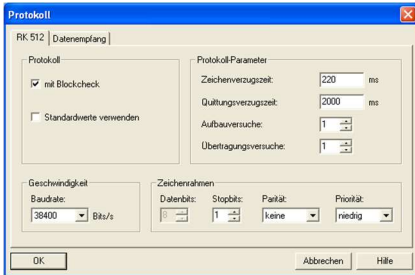 Protokoll
RK 512 Datenempfang
Protokoll
mit Blockcheck
Standardwerte verwenden
Protokoll-Parameter
Zeichenverzugszeit: 220 ms
Quittungsverzugszeit: 2000 ms
Aufbauversuche: 1
Übertragungsversuche: 1
Geschwindigkeit
Baudrate:
38400 Bits/s
Zeichenrahmen
Datenbits: Stopbits: Parität: Priorität:
8 1 keine niedrig
OK Abbrechen Hilfe